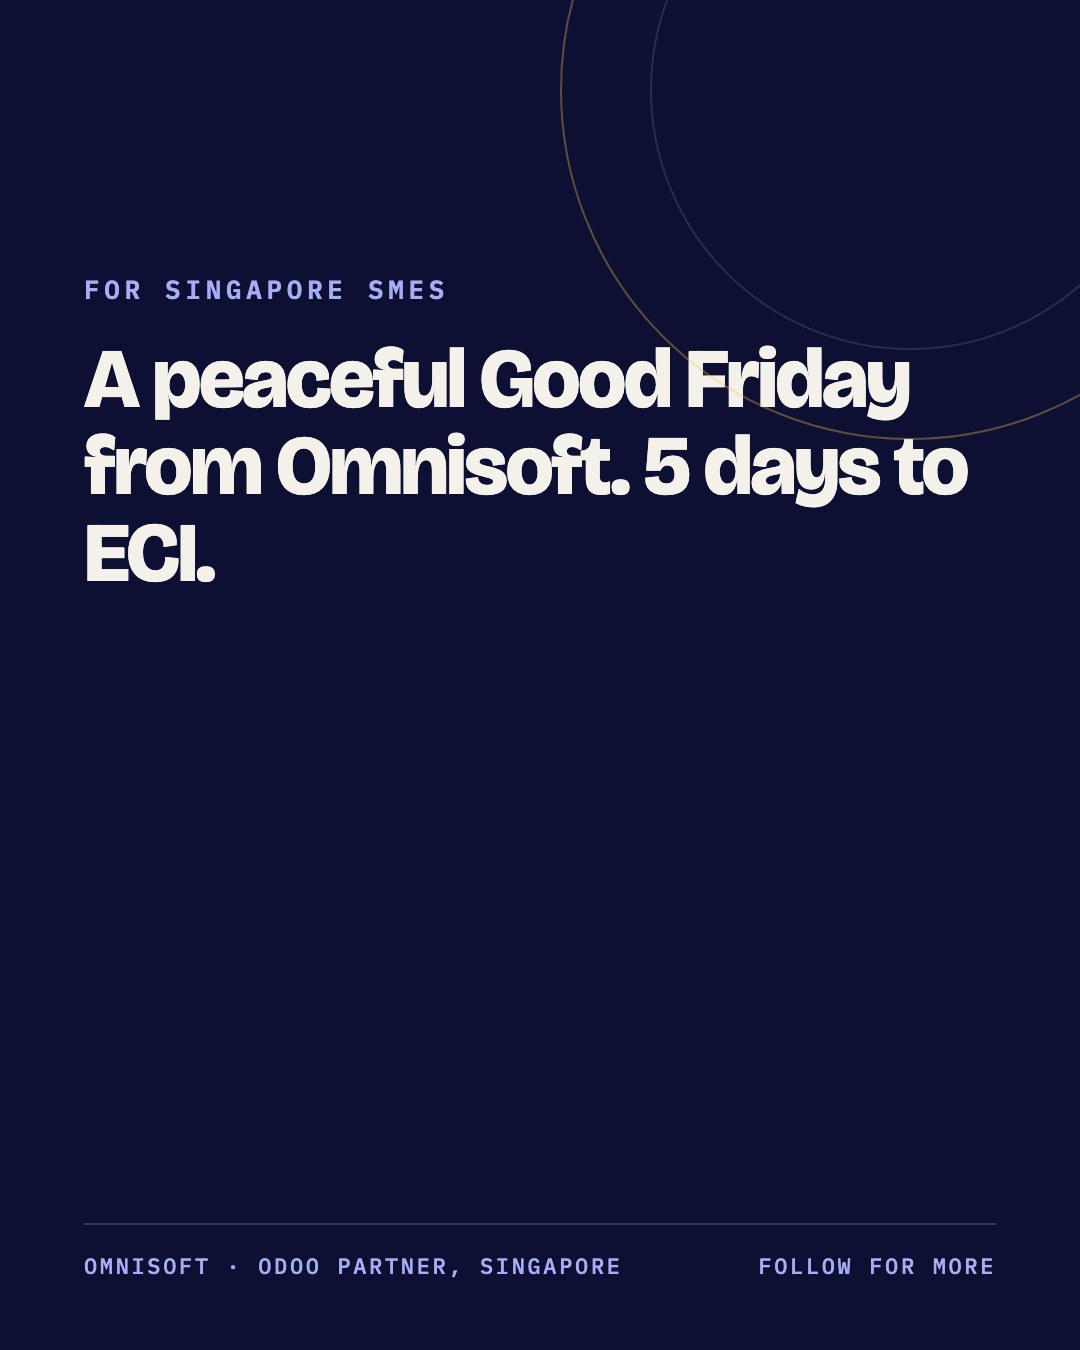 FOR SINGAPORE SMES
A peaceful Good Friday
from Omnisoft. 5 days to
ECI.
OMNISOFT · ODOO PARTNER, SINGAPORE
FOLLOW FOR MORE